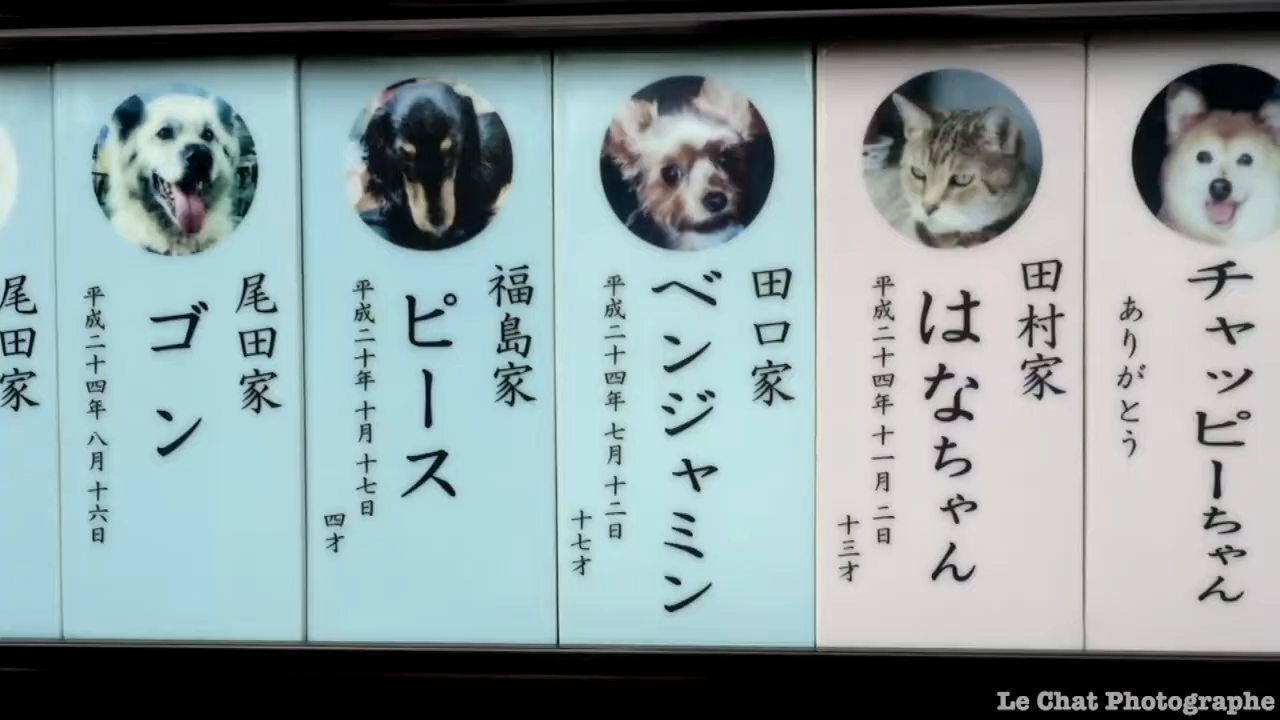 チャッピーちゃん
ありがとう
田村家
はなちゃん
平成二十四年 十一月 二日
十三才
田口家
ベンジャミン
平成二十四年 七月 十二日
十七才
福島家
ピース
平成二十年 十月 十七日
四才
尾田家
ゴン
平成二十四年 八月 十六日
尾田家
Le Chat Photographe